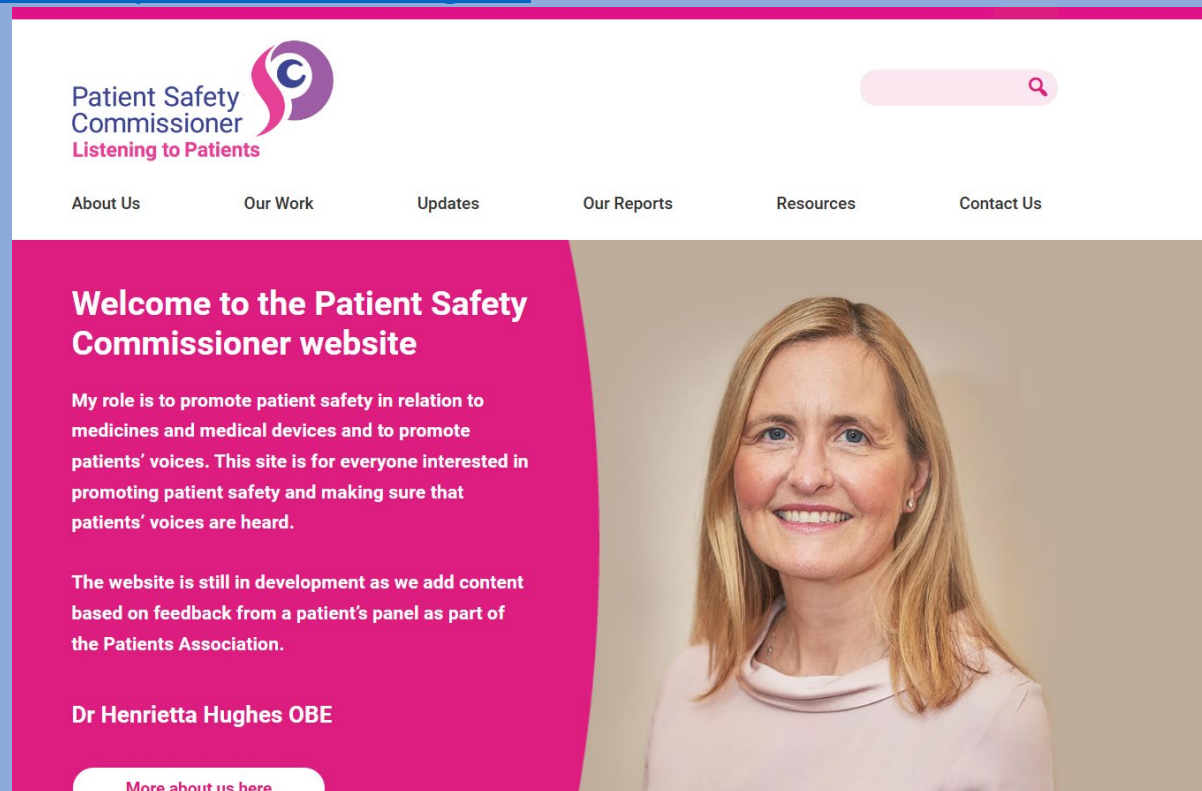 Patient Safety
Commissioner
Listening to Patients
About Us Our Work Updates Our Reports Resources Contact Us
Welcome to the Patient Safety
Commissioner website
My role is to promote patient safety in relation to
medicines and medical devices and to promote
patients’ voices. This site is for everyone interested in
promoting patient safety and making sure that
patients’ voices are heard.
The website is still in development as we add content
based on feedback from a patient’s panel as part of
the Patients Association.
Dr Henrietta Hughes OBE
More about us here